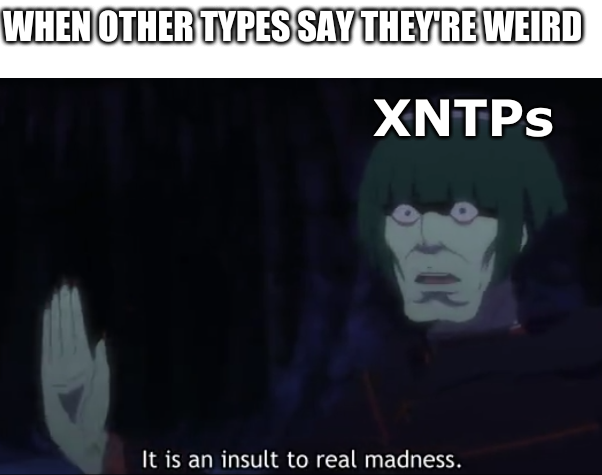 WHEN OTHER TYPES SAY THEY'RE WEIRD
XNTPs
It is an insult to real madness.